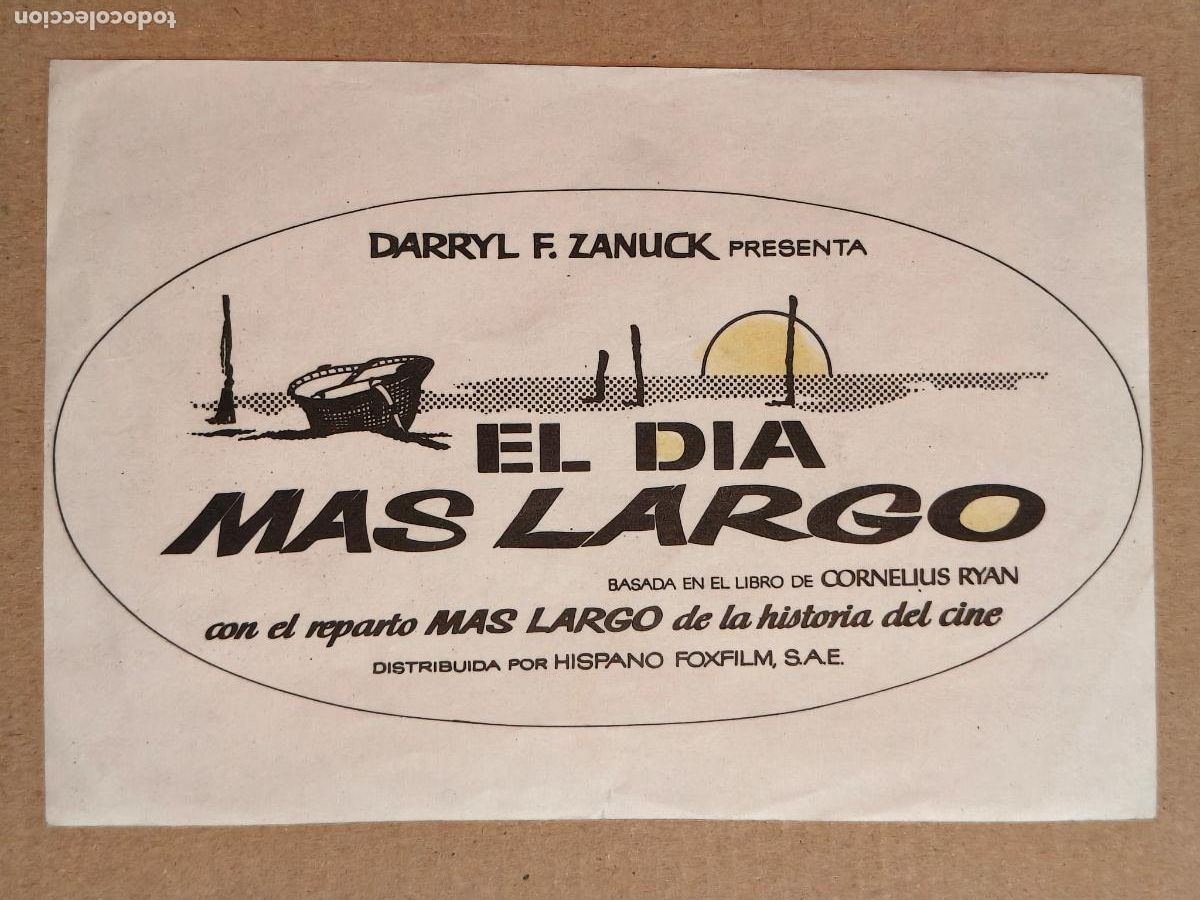 todocoleccion
DARRYL F. ZANUCK PRESENTA
EL DIA
MAS LARGO
BASADA EN EL LIBRO DE CORNELIUS RYAN
con el reparto MAS LARGO de la historia del cine
DISTRIBUIDA POR HISPANO FOXFILM, S.A.E.